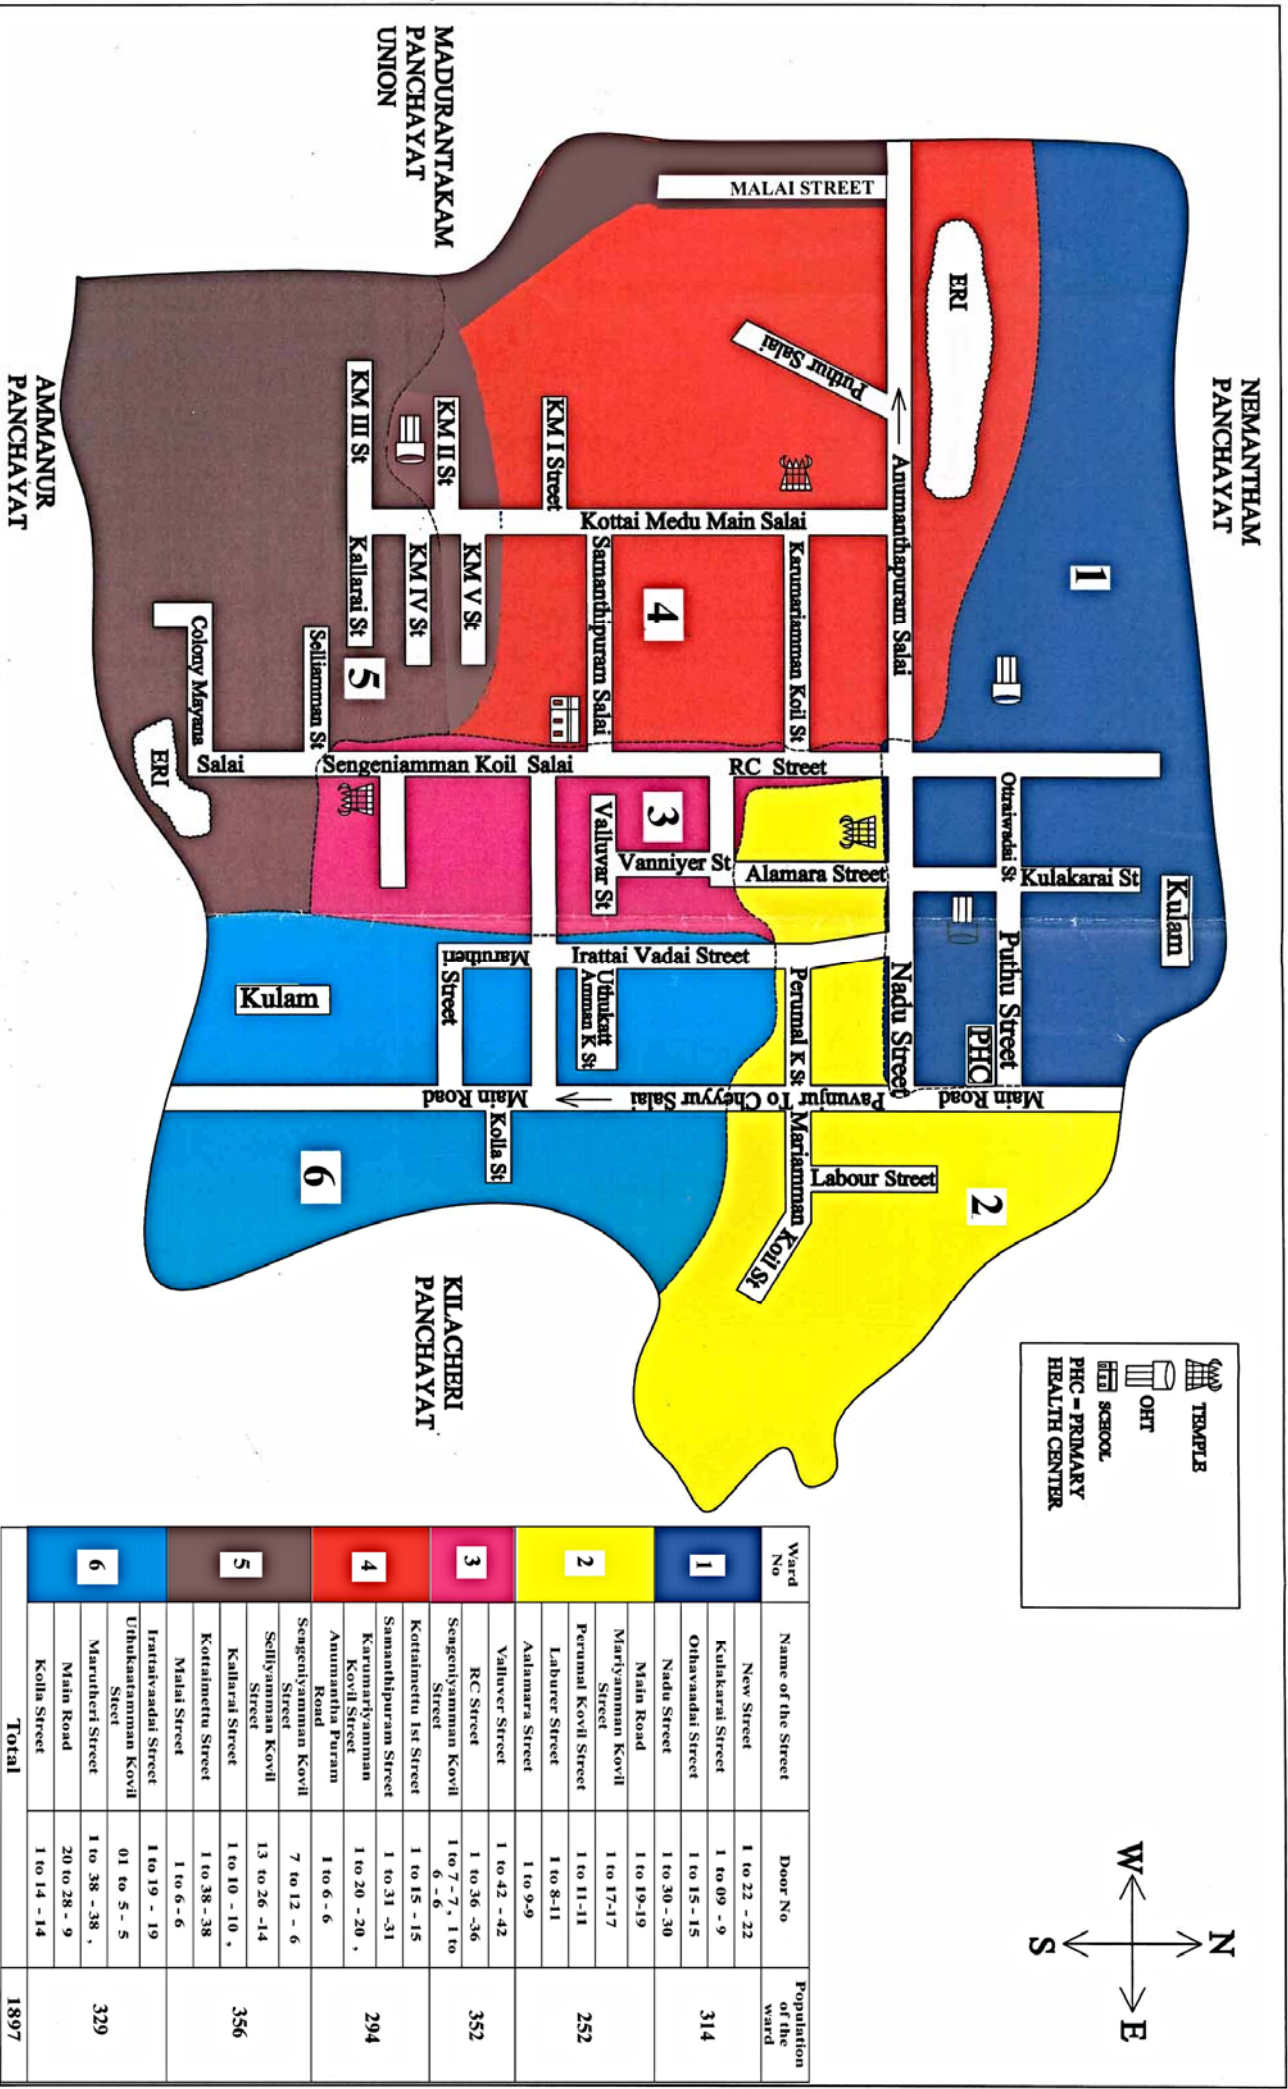 NEMANTHAM
PANCHAYAT
MADURANTAKAM
PANCHAYAT
UNION
AMMANUR
PANCHAYAT
KILACHERI
PANCHAYAT
W
N
S
E
TEMPLE
OHT
SCHOOL
PHC = PRIMARY
HEALTH CENTER
1
ERI
MALAI STREET
Puthur Salai
Anumanthapuram Salai
KM I Street
KM II St
KM III St
Kottai Medu Main Salai
Karumariamman Koil St
Samanthipuram Salai
4
KM V St
KM IV St
Kallarai St
5
Selliamman St
Colony Mayana
Salai
ERI
Sengeniamman Koil Salai
RC Street
3
Valluvar St
Vanniyer St
Alamara Street
Ottraiwadai St
Kulakarai St
Kulam
Puthu Street
PHC
Nadu Street
Irattai Vadai Street
Marutheri
Street
Uthukatt
Amman K St
Perumal K St
Kulam
Main Road
Pavunjur To Cheyyur Salai
Main Road
Kolla St
Mariamman Koil St
Labour Street
2
6
Ward No Name of the Street Door No Population of the ward
1 New Street 1 to 22 - 22 314
Kulakarai Street 1 to 09 - 9
Othavaadai Street 1 to 15 - 15
Nadu Street 1 to 30 - 30
2 Main Road 1 to 19-19 252
Mariyamman Kovil Street 1 to 17-17
Perumal Kovil Street 1 to 11-11
Laburer Street 1 to 8-11
Aalamara Street 1 to 9-9
3 Valluver Street 1 to 42 - 42 352
RC Street 1 to 36 -36
Sengeniyamman Kovil Street 1 to 7 - 7 , 1 to 6 - 6
4 Kottaimettu 1st Street 1 to 15 - 15 294
Samanthipuram Street 1 to 31 -31
Karumariyamman Kovil Street 1 to 20 - 20 ,
Anumantha Puram Road 1 to 6 - 6
5 Sengeniyamman Kovil Street 7 to 12 - 6 356
Selliyamman Kovil Street 13 to 26 -14
Kallarai Street 1 to 10 - 10 ,
Kottaimettu Street 1 to 38 - 38
Malai Street 1 to 6 - 6
6 Irattaivaadai Street 1 to 19 - 19 329
Uthukaatamman Kovil Steet 01 to 5 - 5
Marutheri Street 1 to 38 - 38 ,
Main Road 20 to 28 - 9
Kolla Street 1 to 14 - 14
Total 1897